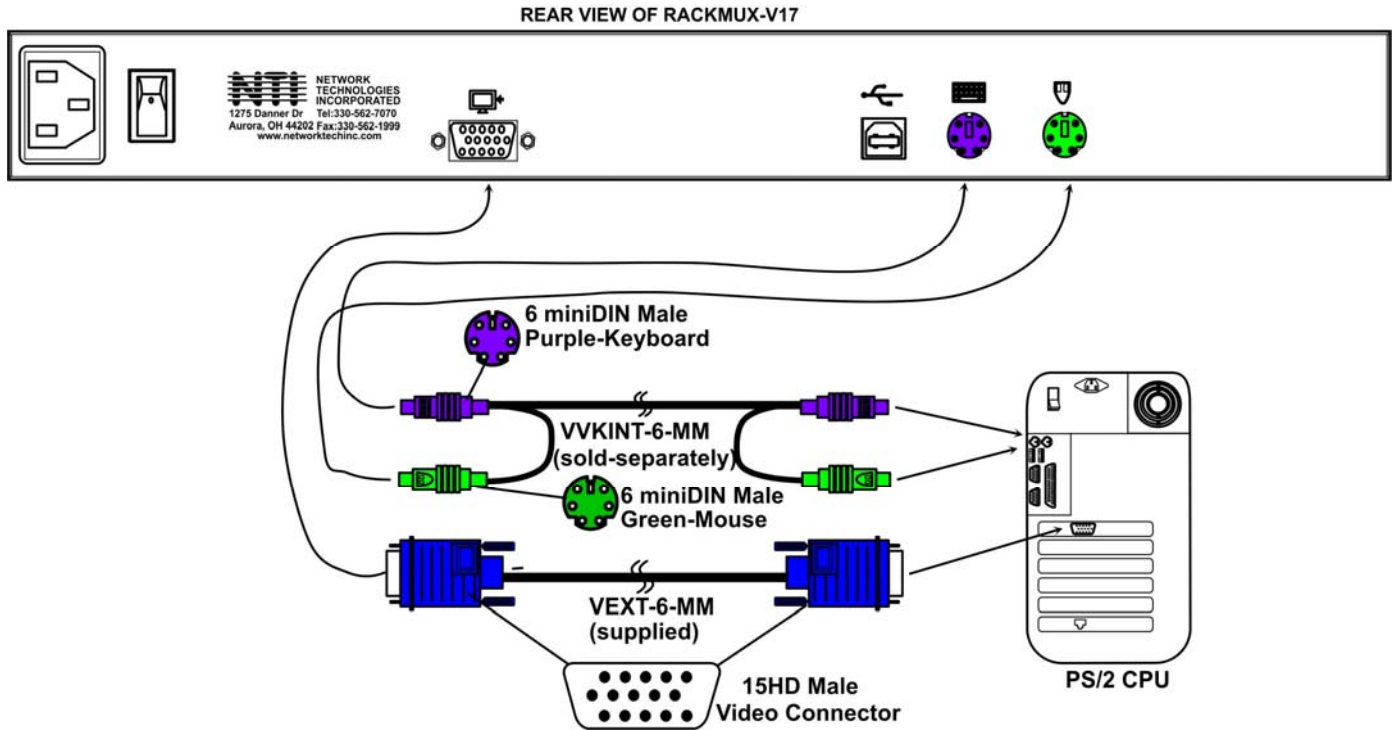 REAR VIEW OF RACKMUX-V17
NTI
NETWORK
TECHNOLOGIES
INCORPORATED
1275 Danner Dr Tel:330-562-7070
Aurora, OH 44202 Fax:330-562-1999
www.networktechinc.com
6 miniDIN Male
Purple-Keyboard
VVKINT-6-MM
(sold-separately)
6 miniDIN Male
Green-Mouse
VEXT-6-MM
(supplied)
15HD Male
Video Connector
PS/2 CPU